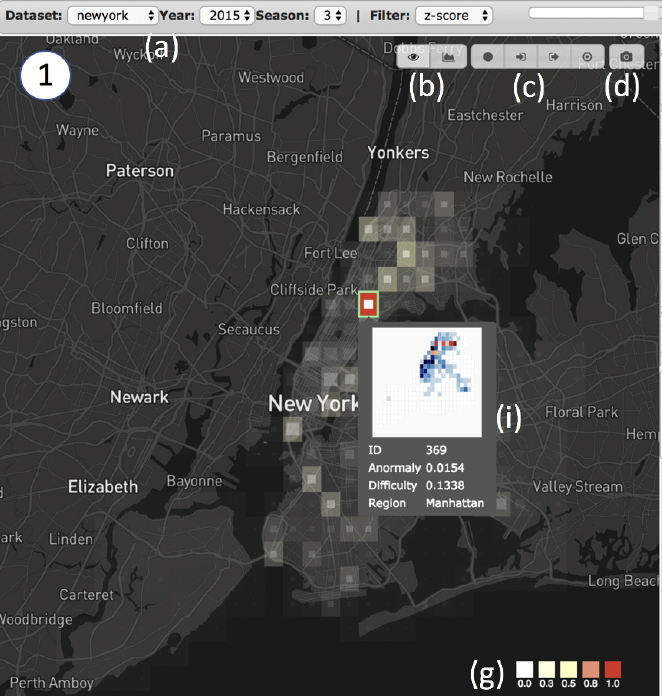 Dataset: newyork Year: 2015 Season: 3 | Filter: z-score
Oakland
(a)
Dobbs Ferry
1
Westwood
(b)
(c)
(d)
Eastchester
Harrison
Wayne
Paramus
Bergenfield
Yonkers
Paterson
New Rochelle
Hackensack
Clifton
Fort Lee
Glen C
Cliffside Park
Bloomfield
ngston
Secaucus
Newark
New York
Floral Park
(i)
Hemp
ID 369
Anormaly 0.0154
Difficulty 0.1338
Region Manhattan
Elizabeth
Bayonne
Valley Stream
ark
Linden
Long Beach
Carteret
Woodbridge
(g)
0.0 0.3 0.5 0.8 1.0
Perth Amboy